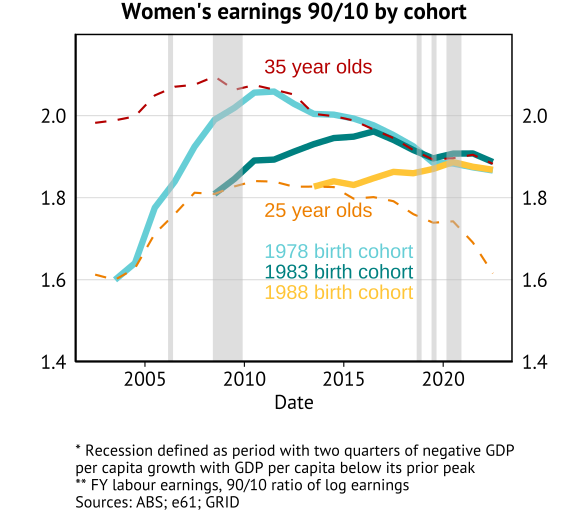 Women's earnings 90/10 by cohort
35 year olds
2.0 2.0
1.8 1.8
25 year olds
1978 birth cohort
1983 birth cohort
1988 birth cohort
1.6 1.6
1.4 1.4
2005 2010 2015 2020
Date
* Recession defined as period with two quarters of negative GDP
per capita growth with GDP per capita below its prior peak
** FY labour earnings, 90/10 ratio of log earnings
Sources: ABS; e61; GRID